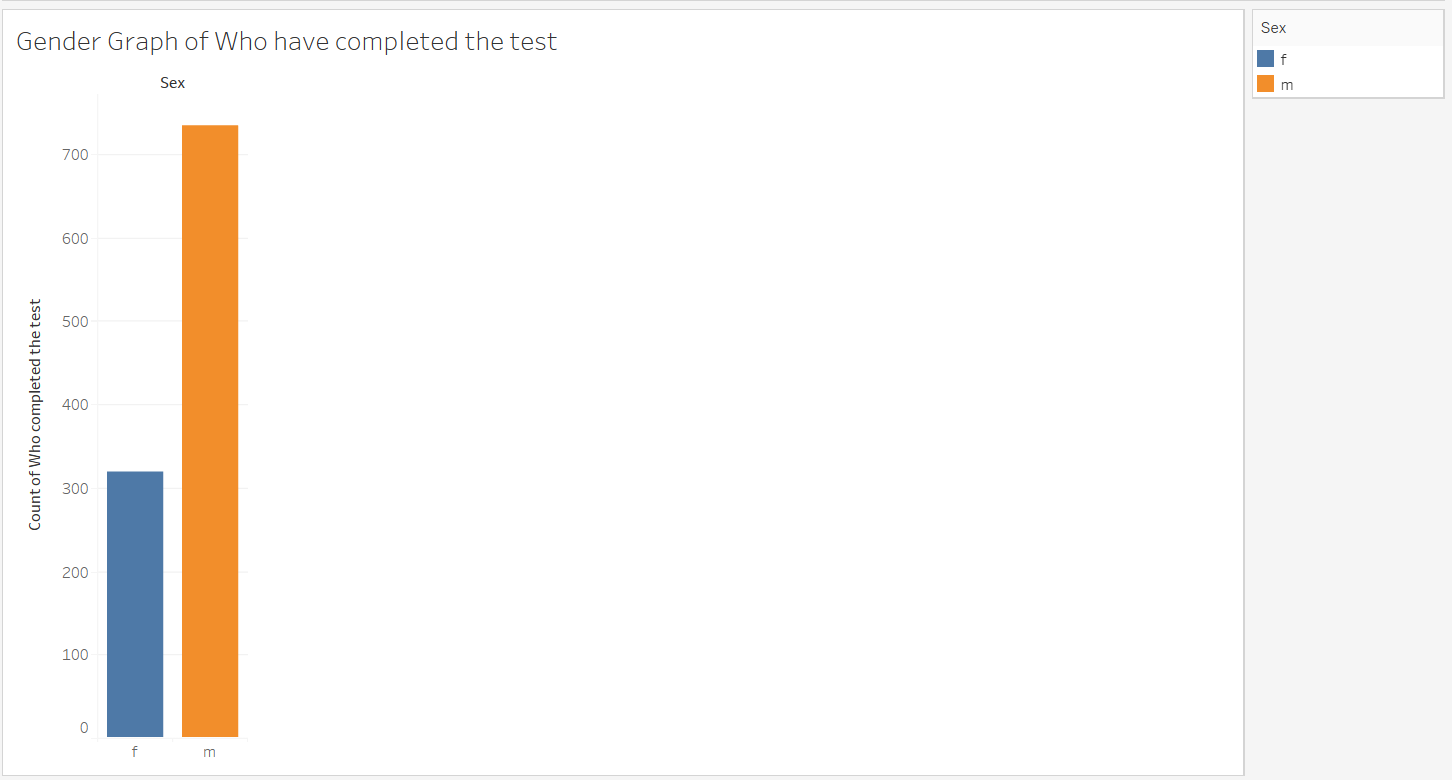 Gender Graph of Who have completed the test
Sex
700
600
500
400
300
200
100
0
Count of Who completed the test
f
m
Sex
f
m